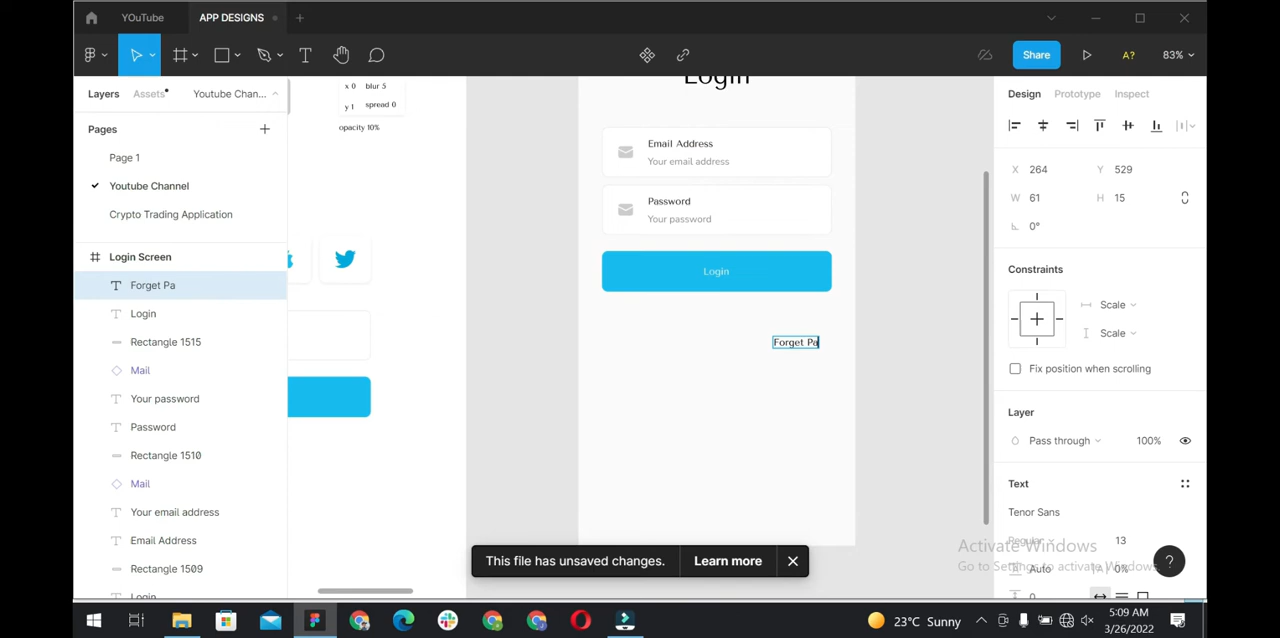 YOuTube
APP DESIGNS
Share
A?
83%
Layers
Assets
Youtube Chan...
Pages
Page 1
Youtube Channel
Crypto Trading Application
Login Screen
Forget Pa
Login
Rectangle 1515
Mail
Your password
Password
Rectangle 1510
Mail
Your email address
Email Address
Rectangle 1509
Login
x 0 blur 5
y 1 spread 0
opacity 10%
Login
Email Address
Your email address
Password
Your password
Login
Forget Pa
This file has unsaved changes.
Learn more
Design
Prototype
Inspect
X 264
Y 529
W 61
H 15
0°
Constraints
Scale
Scale
Fix position when scrolling
Layer
Pass through
100%
Text
Tenor Sans
Regular
13
Auto
|A| 0%
0
Activate Windows
Go to Settings to activate Windows.
?
23°C Sunny
5:09 AM
3/26/2022